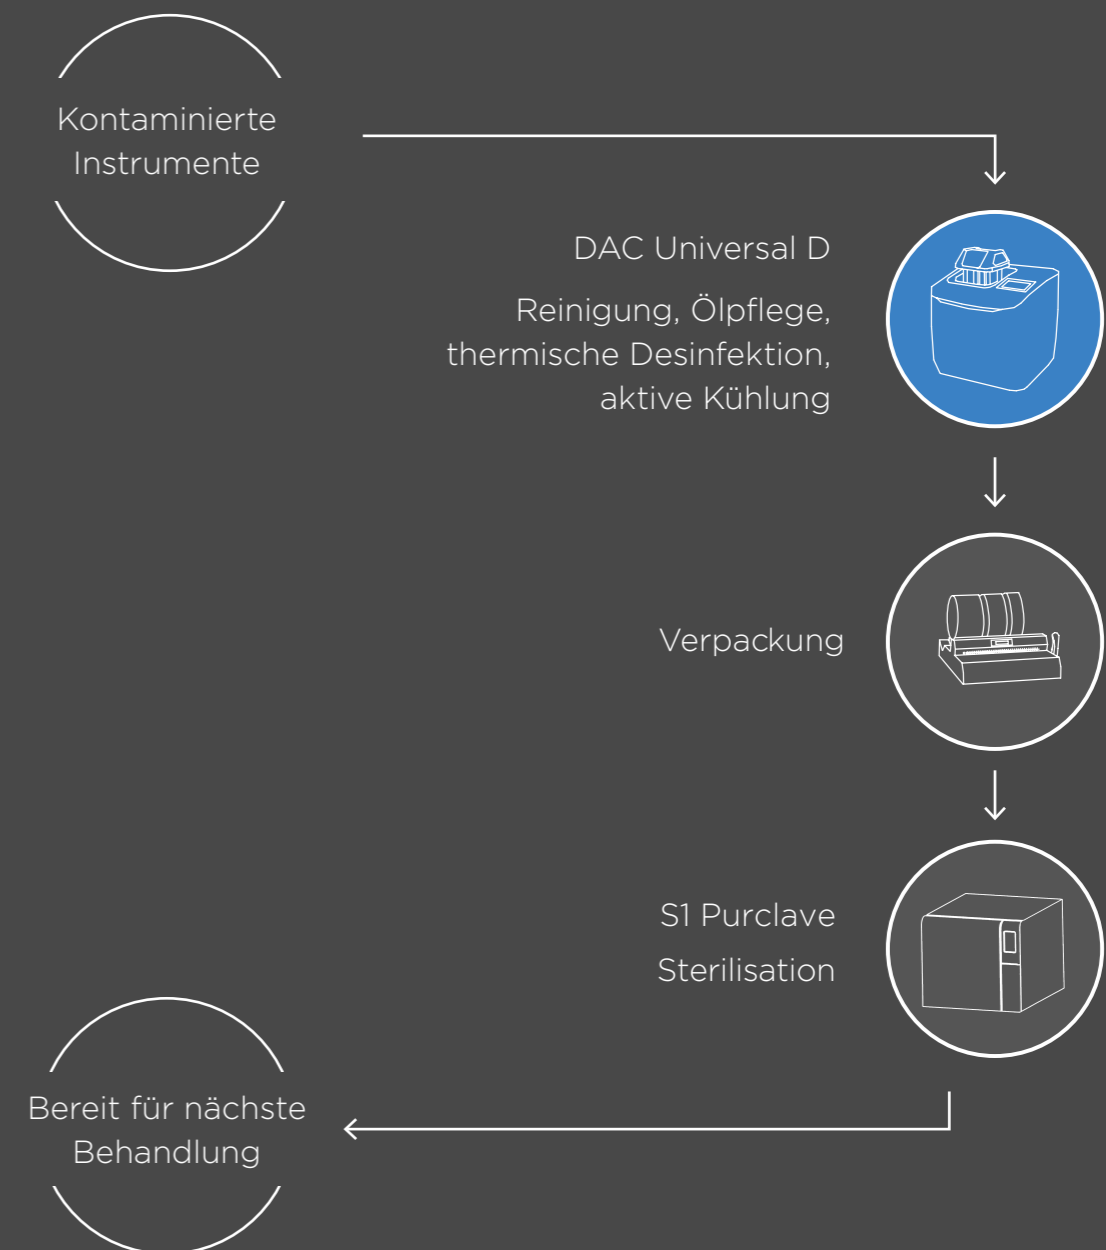 Kontaminierte
Instrumente
DAC Universal D
Reinigung, Ölpflege,
thermische Desinfektion,
aktive Kühlung
Verpackung
S1 Purclave
Sterilisation
Bereit für nächste
Behandlung